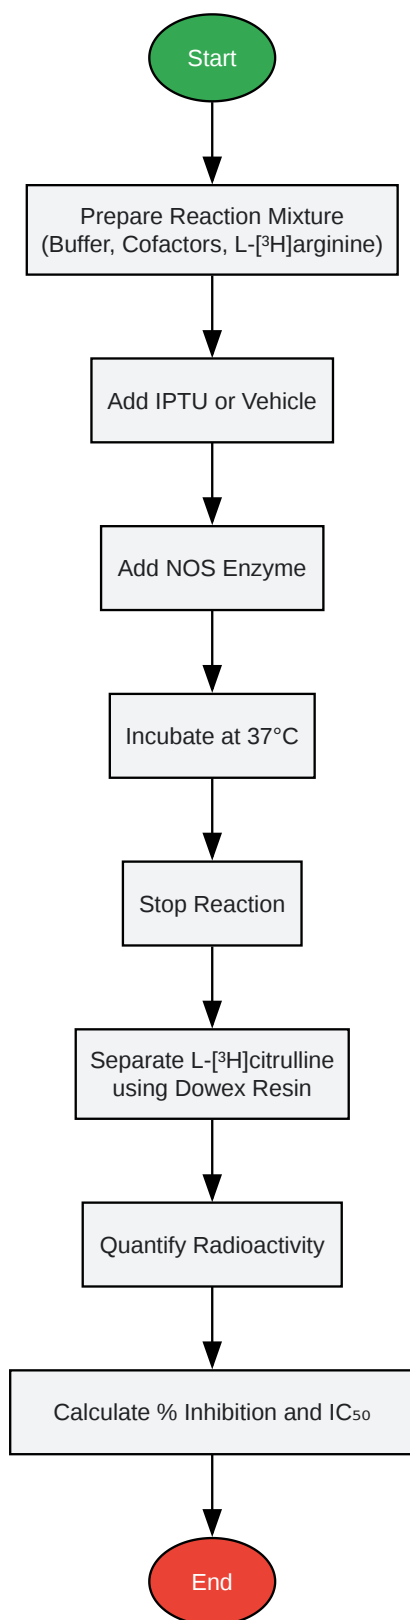 Start
Prepare Reaction Mixture
(Buffer, Cofactors, L-[³H]arginine)
Add IPTU or Vehicle
Add NOS Enzyme
Incubate at 37°C
Stop Reaction
Separate L-[³H]citrulline
using Dowex Resin
Quantify Radioactivity
Calculate % Inhibition and IC₅₀
End